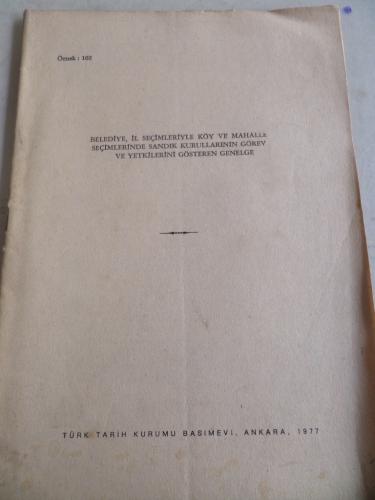 Örnek : 102
BELEDİYE, İL SEÇİMLERİYLE KÖY VE MAHALLE
SEÇİMLERİNDE SANDIK KURULLARININ GÖREV
VE YETKİLERİNİ GÖSTEREN GENELGE
TÜRK TARİH KURUMU BASIMEVİ, ANKARA, 1977